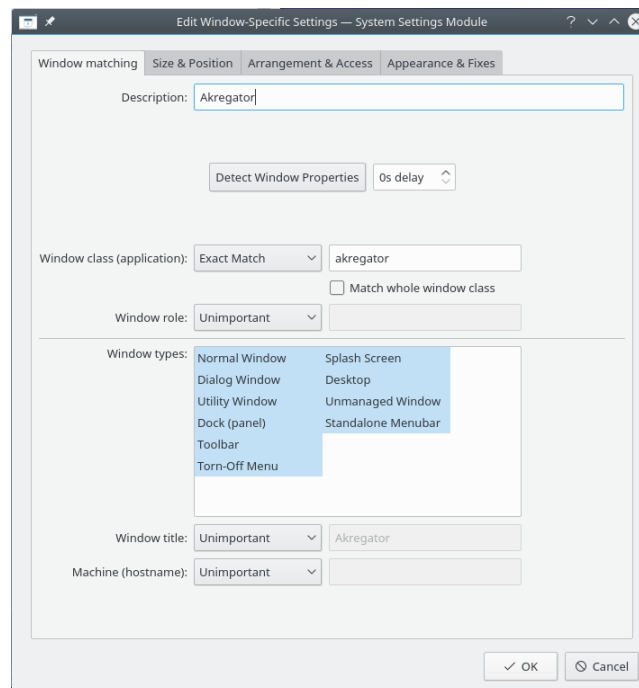 Edit Window-Specific Settings — System Settings Module
Window matching Size & Position Arrangement & Access Appearance & Fixes
Description: Akregator
Detect Window Properties 0s delay
Window class (application): Exact Match akregator
Match whole window class
Window role: Unimportant
Window types: Normal Window Splash Screen
Dialog Window Desktop
Utility Window Unmanaged Window
Dock (panel) Standalone Menubar
Toolbar
Torn-Off Menu
Window title: Unimportant Akregator
Machine (hostname): Unimportant
OK Cancel